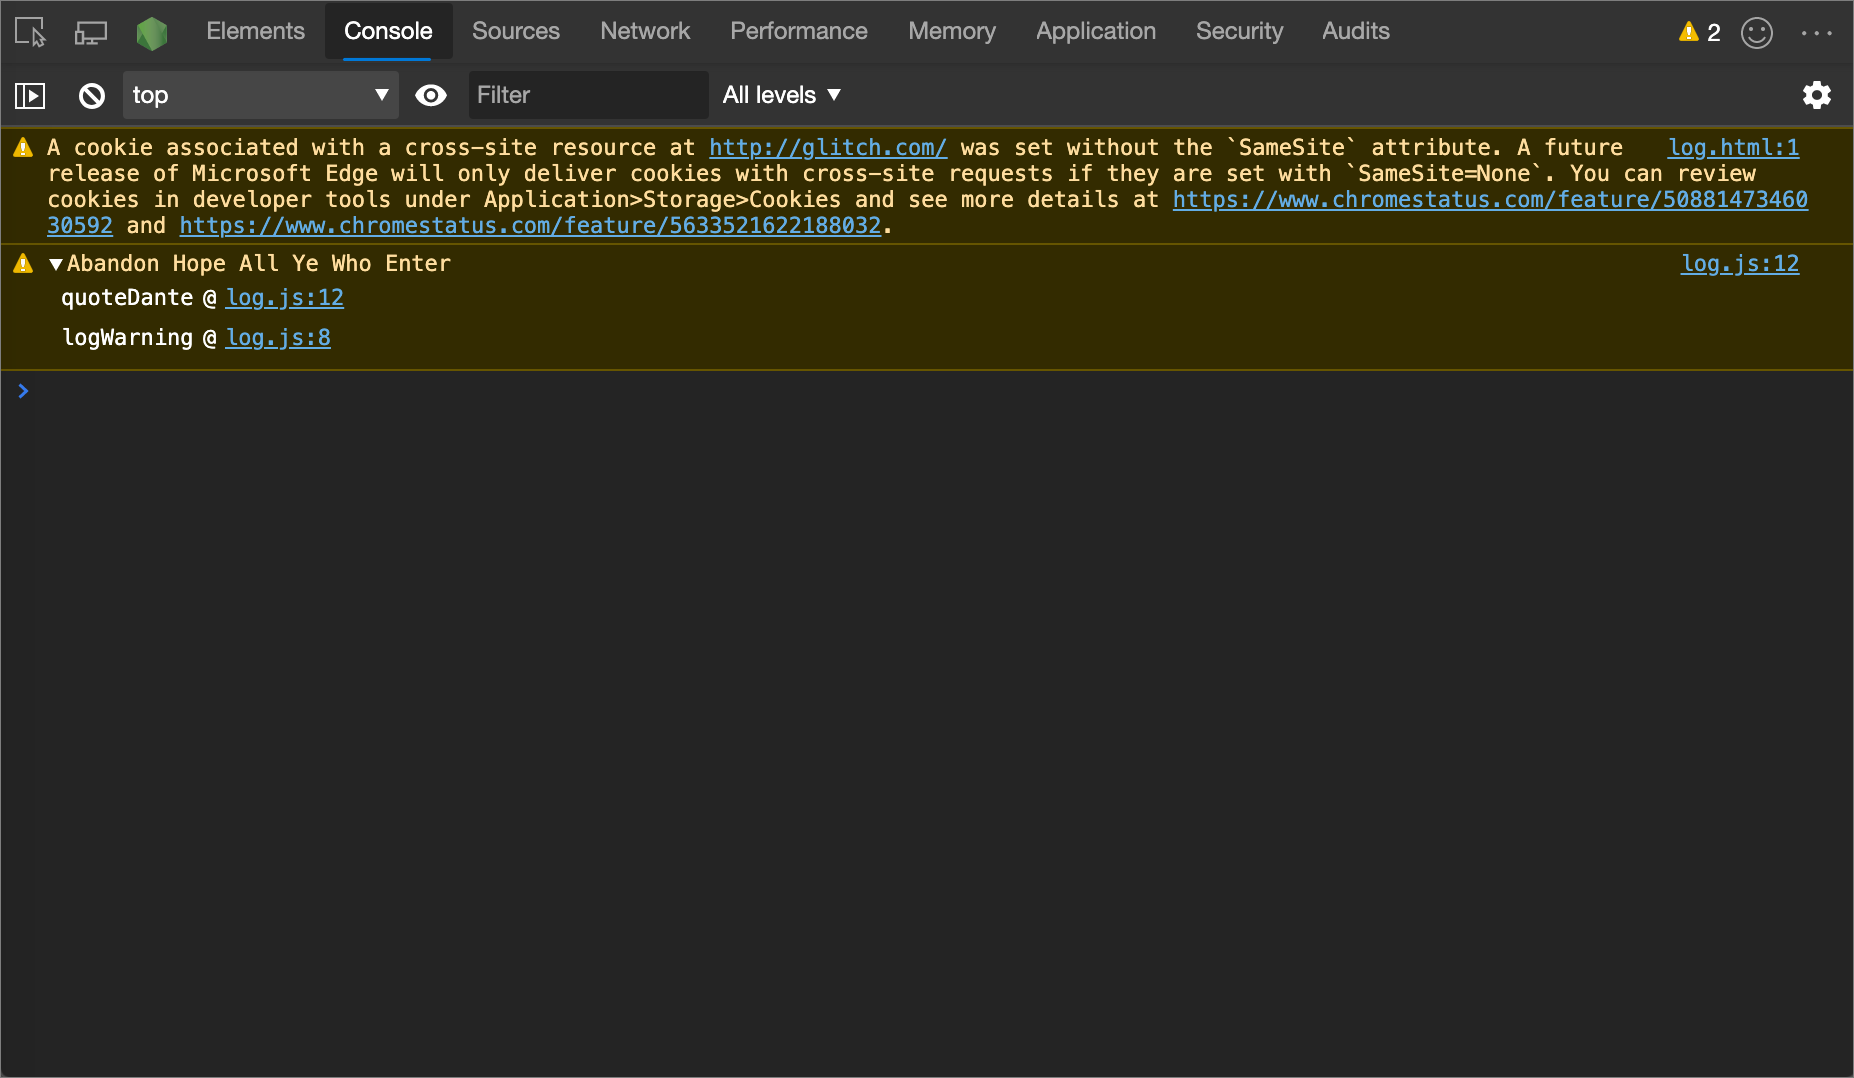 Elements Console Sources Network Performance Memory Application Security Audits 2
top Filter All levels
A cookie associated with a cross-site resource at http://glitch.com/ was set without the `SameSite` attribute. A future log.html:1
release of Microsoft Edge will only deliver cookies with cross-site requests if they are set with `SameSite=None`. You can review
cookies in developer tools under Application>Storage>Cookies and see more details at https://www.chromestatus.com/feature/50881473460
30592 and https://www.chromestatus.com/feature/5633521622188032.
Abandon Hope All Ye Who Enter log.js:12
quoteDante @ log.js:12
logWarning @ log.js:8